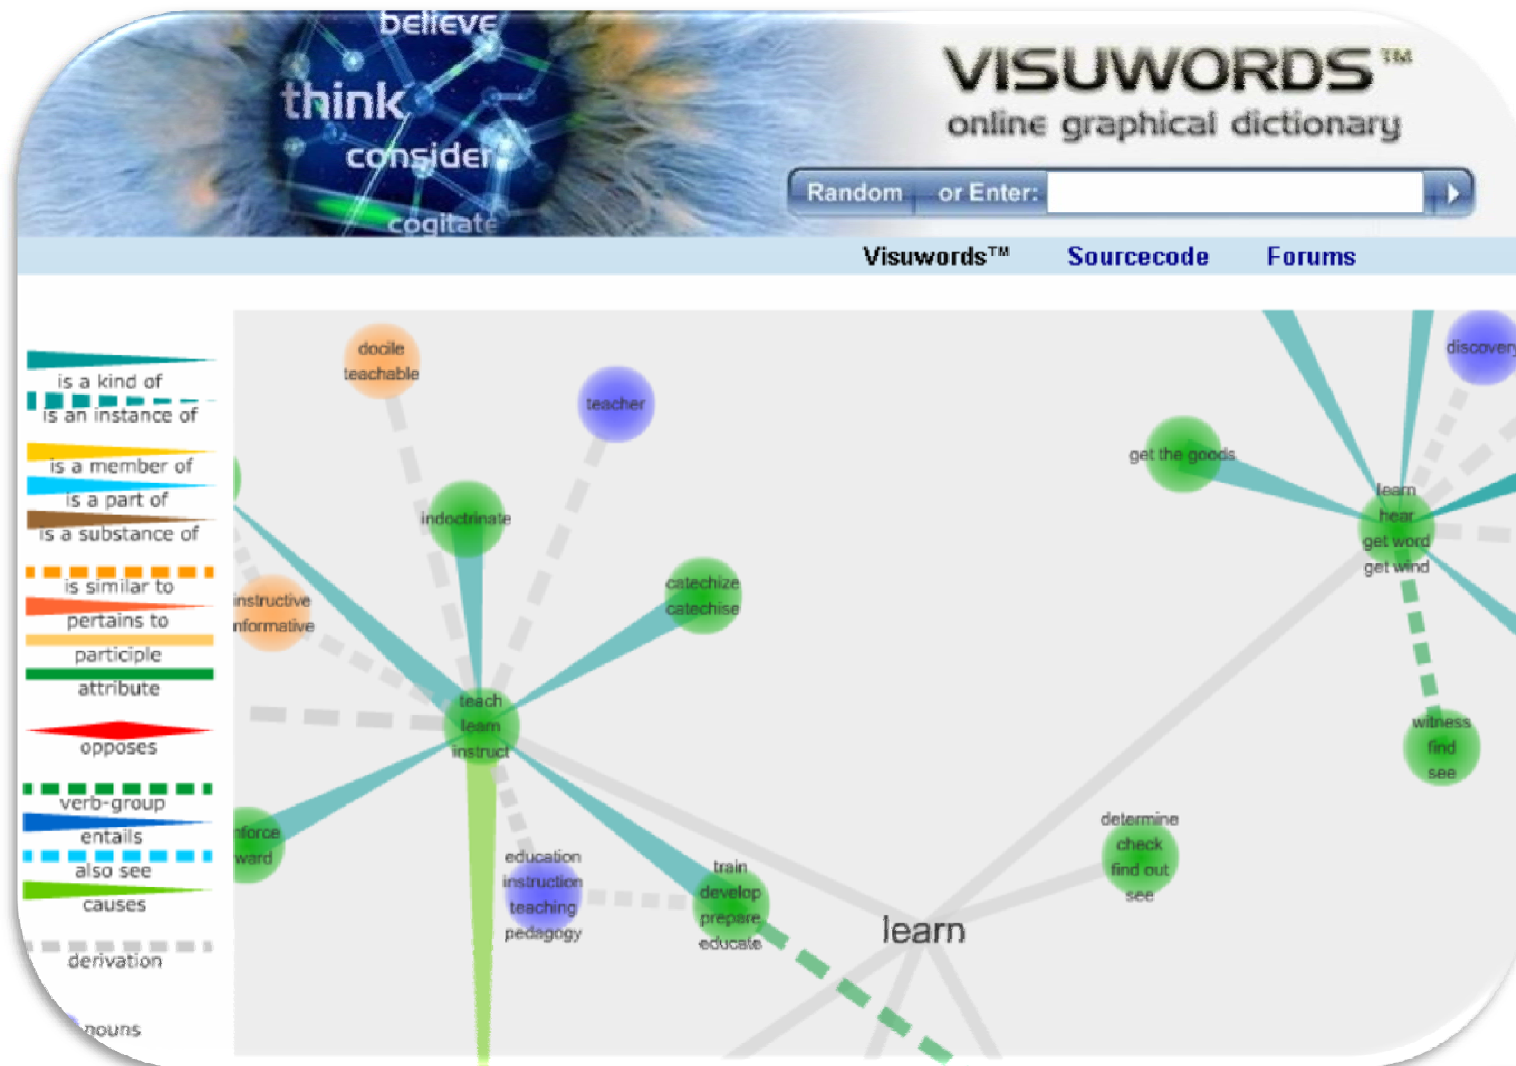 believe
think
consider
cogitate
VISUWORDS™
online graphical dictionary
Random or Enter:
Visuwords™ Sourcecode Forums
is a kind of
is an instance of
is a member of
is a part of
is a substance of
is similar to
pertains to
participle
attribute
opposes
verb-group
entails
also see
causes
derivation
nouns
docile
teachable
teacher
indoctrinate
catechize
catechise
instructive
informative
teach
learn
instruct
education
instruction
teaching
pedagogy
train
develop
prepare
educate
learn
determine
check
find out
see
get the goods
discovery
learn
hear
get word
get wind
witness
find
see